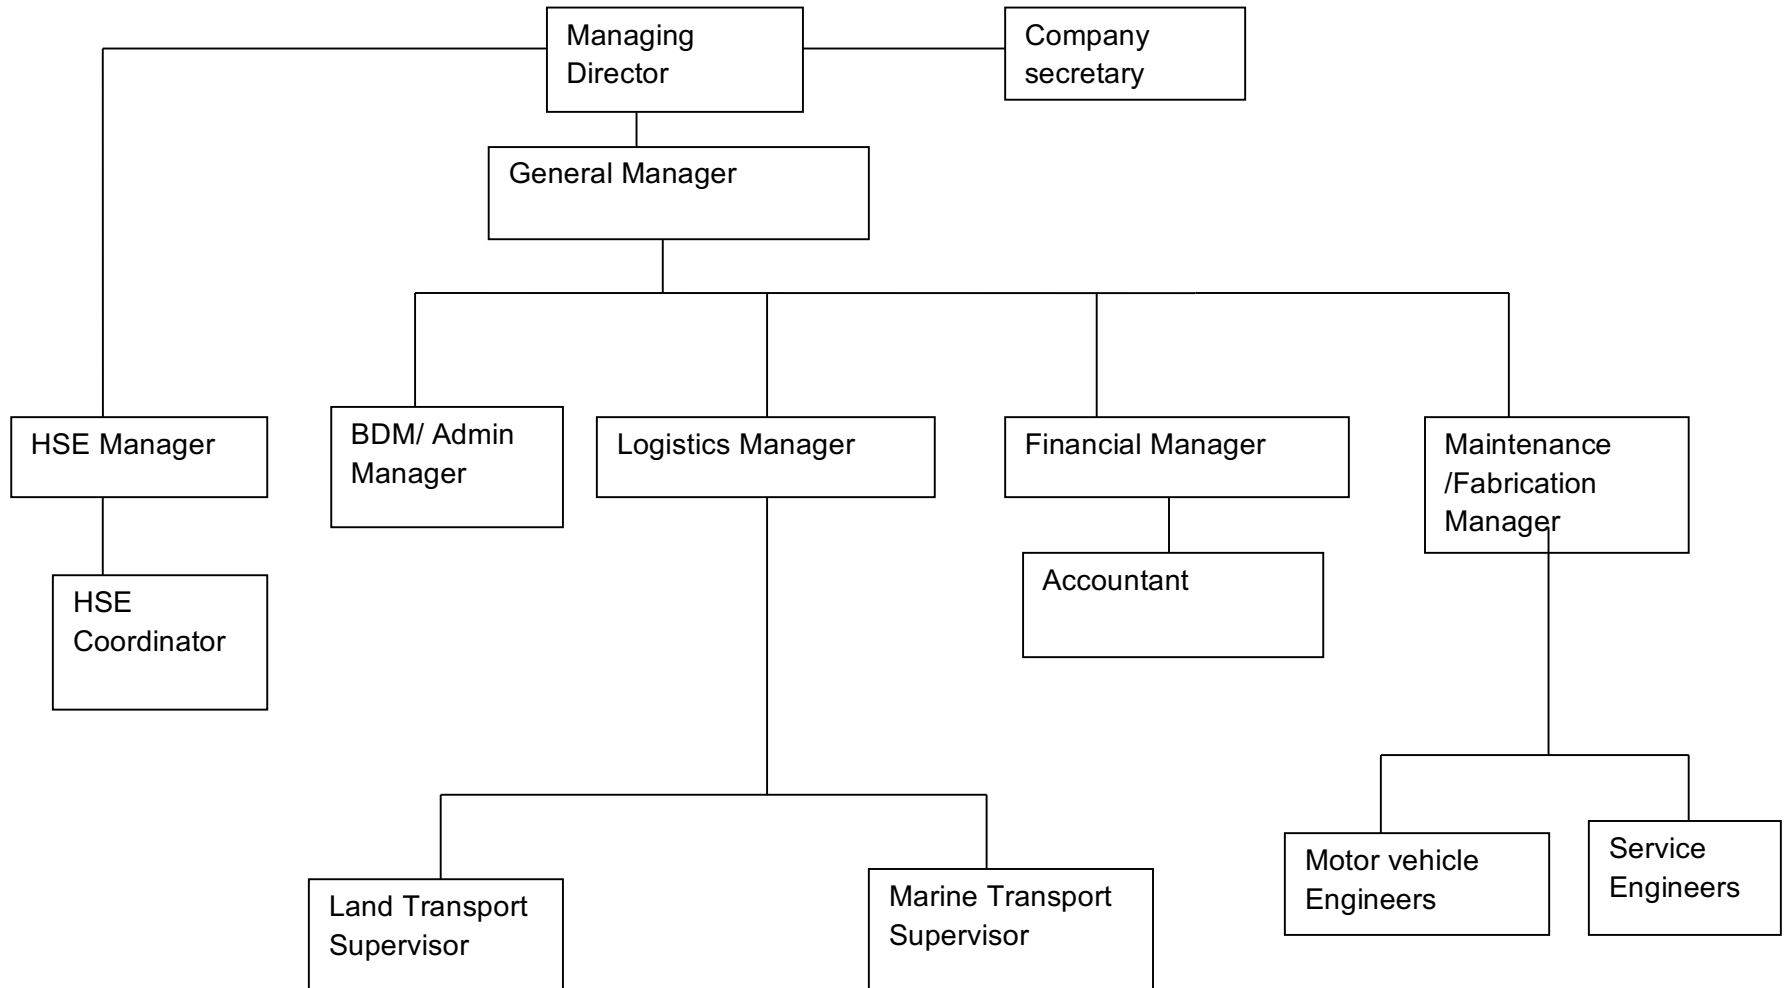 Managing
Director
Company
secretary
General Manager
HSE Manager
BDM/ Admin
Manager
Logistics Manager
Financial Manager
Maintenance
/Fabrication
Manager
HSE
Coordinator
Accountant
Land Transport
Supervisor
Marine Transport
Supervisor
Motor vehicle
Engineers
Service
Engineers